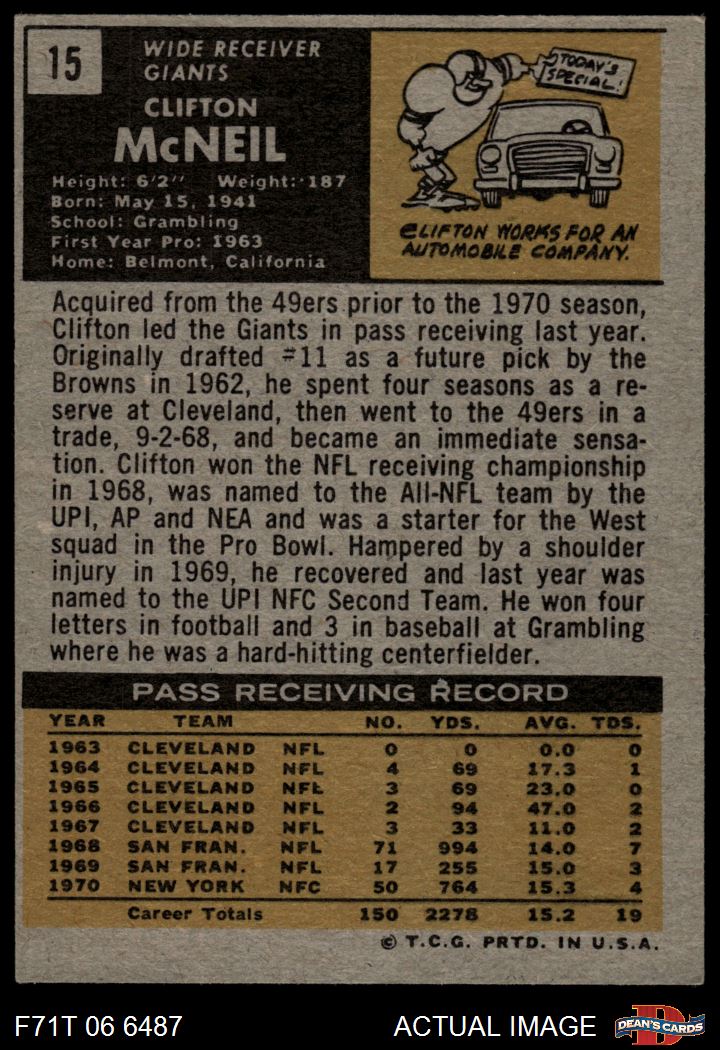 15
WIDE RECEIVER
GIANTS
CLIFTON
McNEIL
Height: 6'2" Weight: 187
Born: May 15, 1941
School: Grambling
First Year Pro: 1963
Home: Belmont, California
TODAY'S
SPECIAL!
CLIFTON WORKS FOR AN
AUTOMOBILE COMPANY.
Acquired from the 49ers prior to the 1970 season,
Clifton led the Giants in pass receiving last year.
Originally drafted #11 as a future pick by the
Browns in 1962, he spent four seasons as a re-
serve at Cleveland, then went to the 49ers in a
trade, 9-2-68, and became an immediate sensa-
tion. Clifton won the NFL receiving championship
in 1968, was named to the All-NFL team by the
UPI, AP and NEA and was a starter for the West
squad in the Pro Bowl. Hampered by a shoulder
injury in 1969, he recovered and last year was
named to the UPI NFC Second Team. He won four
letters in football and 3 in baseball at Grambling
where he was a hard-hitting centerfielder.
PASS RECEIVING RECORD
YEAR TEAM NO. YDS. AVG. TDS.
1963 CLEVELAND NFL 0 0 0.0 0
1964 CLEVELAND NFL 4 69 17.3 1
1965 CLEVELAND NFL 3 69 23.0 0
1966 CLEVELAND NFL 2 94 47.0 2
1967 CLEVELAND NFL 3 33 11.0 2
1968 SAN FRAN. NFL 71 994 14.0 7
1969 SAN FRAN. NFL 17 255 15.0 3
1970 NEW YORK NFC 50 764 15.3 4
Career Totals 150 2278 15.2 19
© T.C.G. PRTD. IN U.S.A.
F71T 06 6487 ACTUAL IMAGE D DEAN'S CARDS